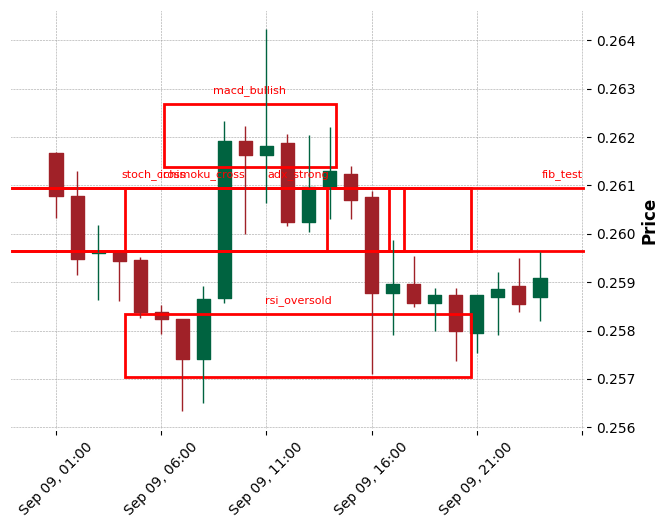 macd_bullish
stoch_cross
ichimoku_cross
adx_strong
fib_test
rsi_oversold
0.264
0.263
0.262
0.261
0.260
0.259
0.258
0.257
0.256
Price
Sep 09, 01:00
Sep 09, 06:00
Sep 09, 11:00
Sep 09, 16:00
Sep 09, 21:00